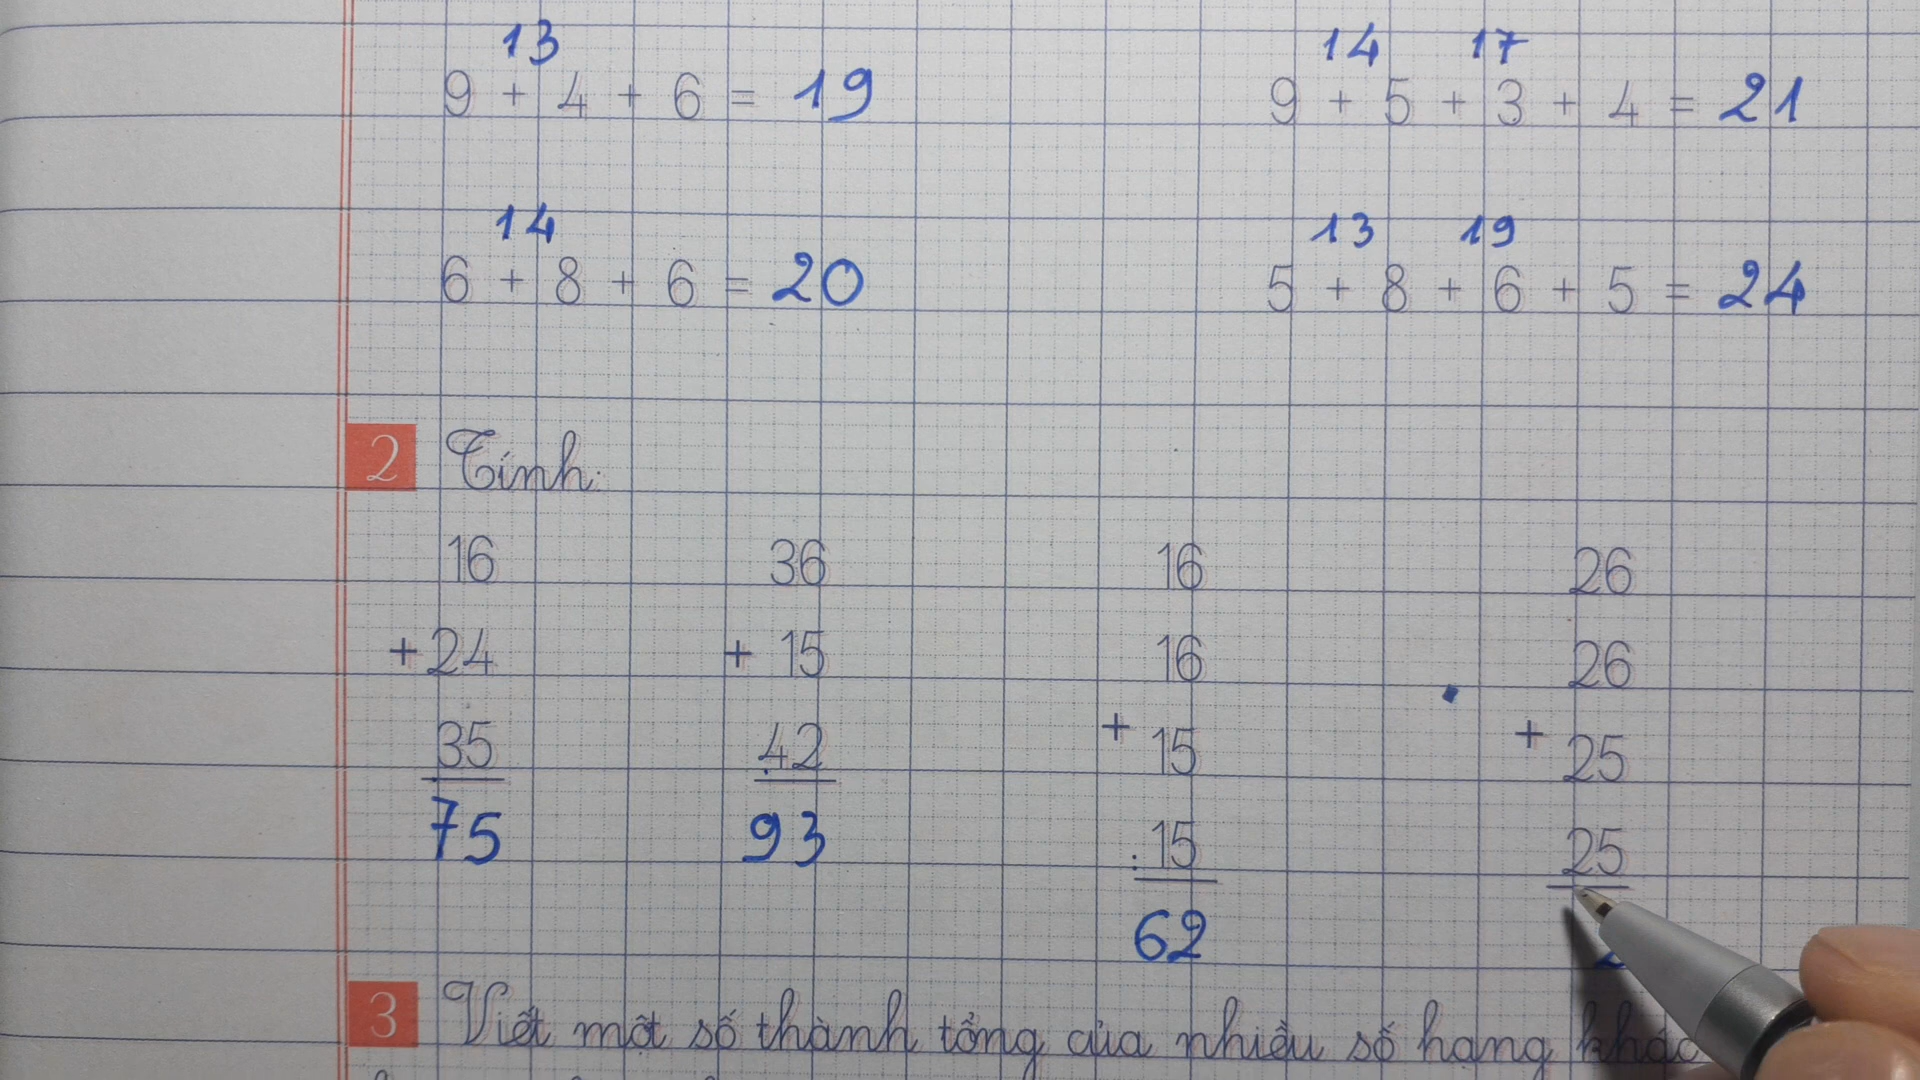 13 14 17
9 + 4 + 6 = 19 9 + 5 + 3 + 4 = 21
14 13 19
6 + 8 + 6 = 20 5 + 8 + 6 + 5 = 24
2 Tính:
16 36 16 26
+ 24 + 15 16 26
35 42 + 15 + 25
75 93 15 25
62 2
3 Viết một số thành tổng của nhiều số hạng khác